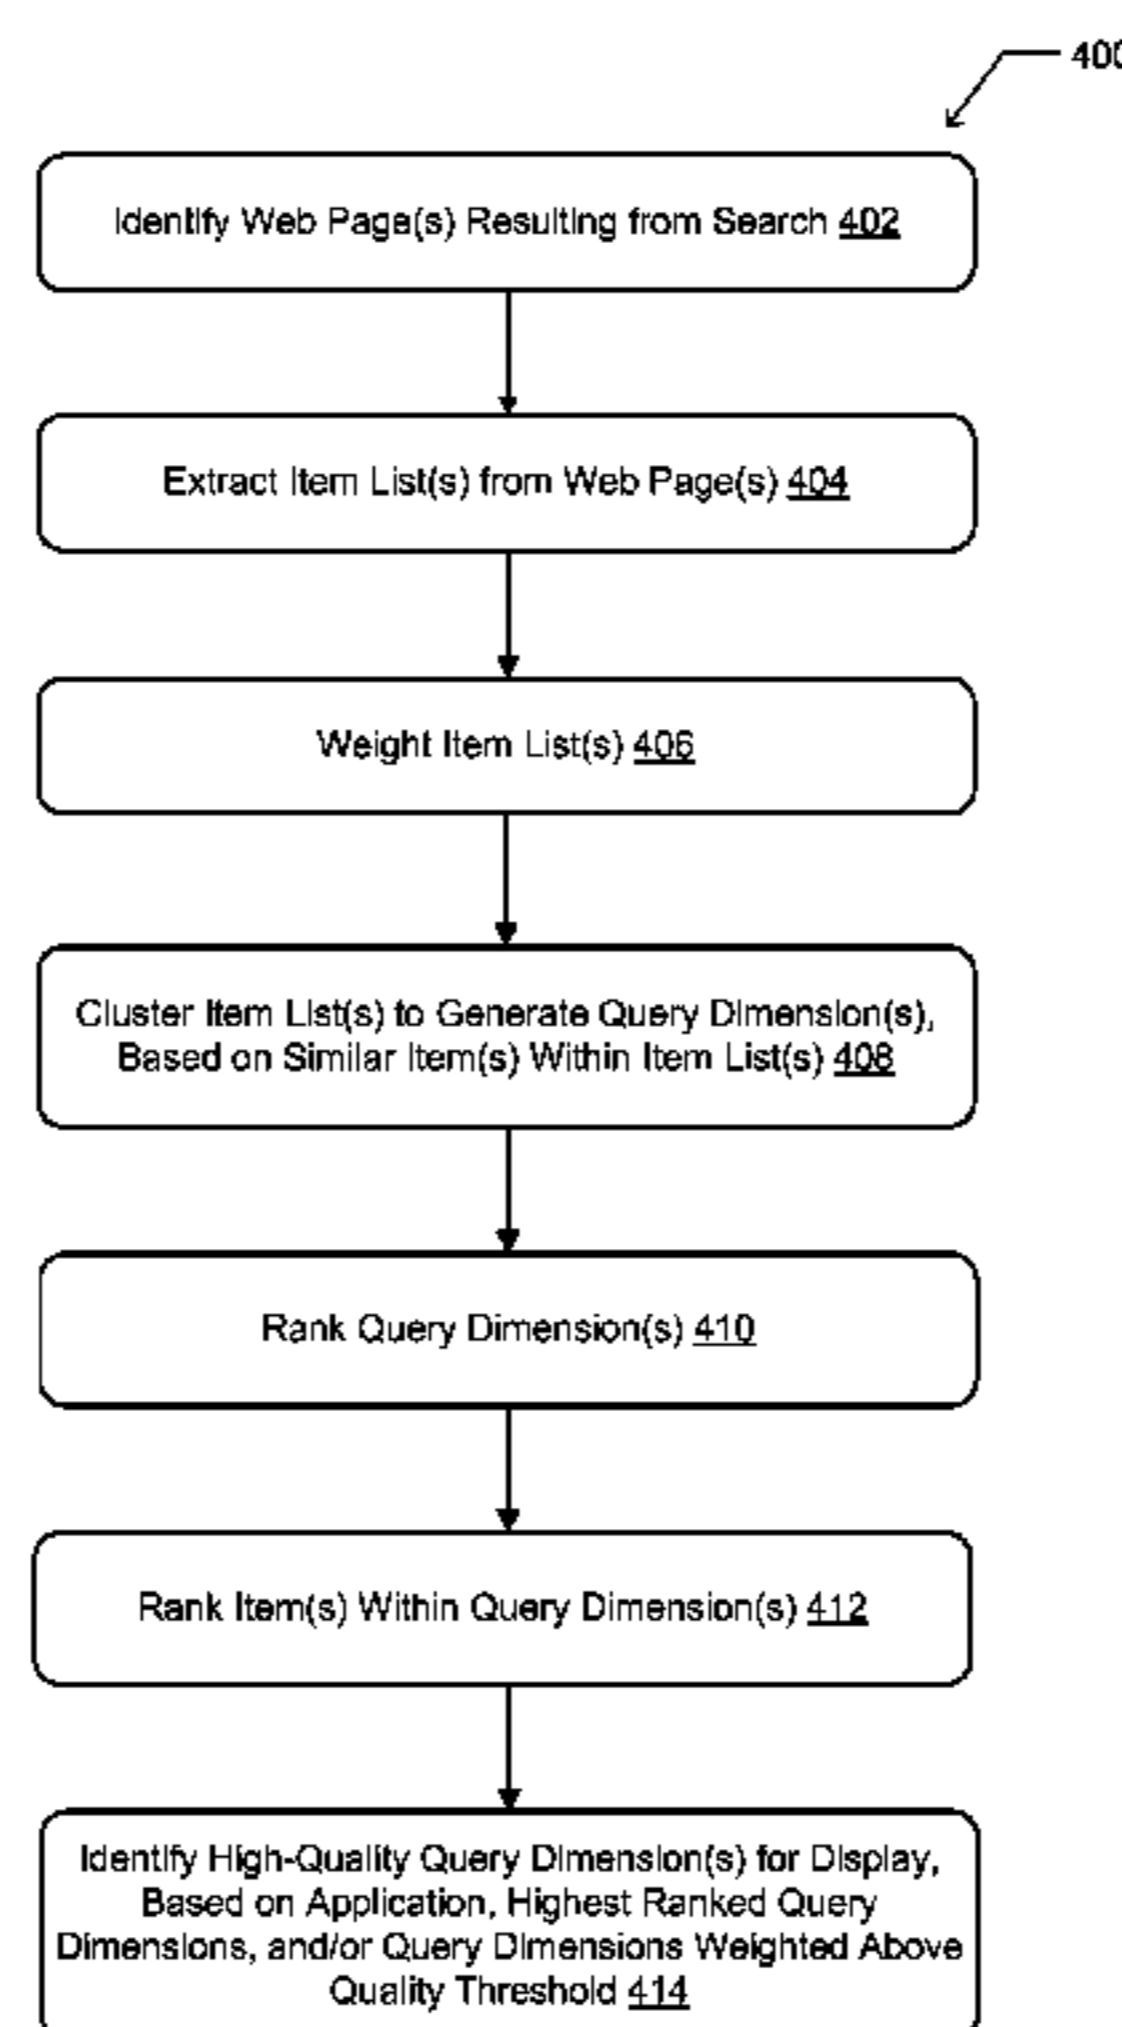 400
Identify Web Page(s) Resulting from Search 402
Extract Item List(s) from Web Page(s) 404
Weight Item List(s) 406
Cluster Item List(s) to Generate Query Dimension(s),
Based on Similar Item(s) Within Item List(s) 408
Rank Query Dimension(s) 410
Rank Item(s) Within Query Dimension(s) 412
Identify High-Quality Query Dimension(s) for Display,
Based on Application, Highest Ranked Query
Dimensions, and/or Query Dimensions Weighted Above
Quality Threshold 414